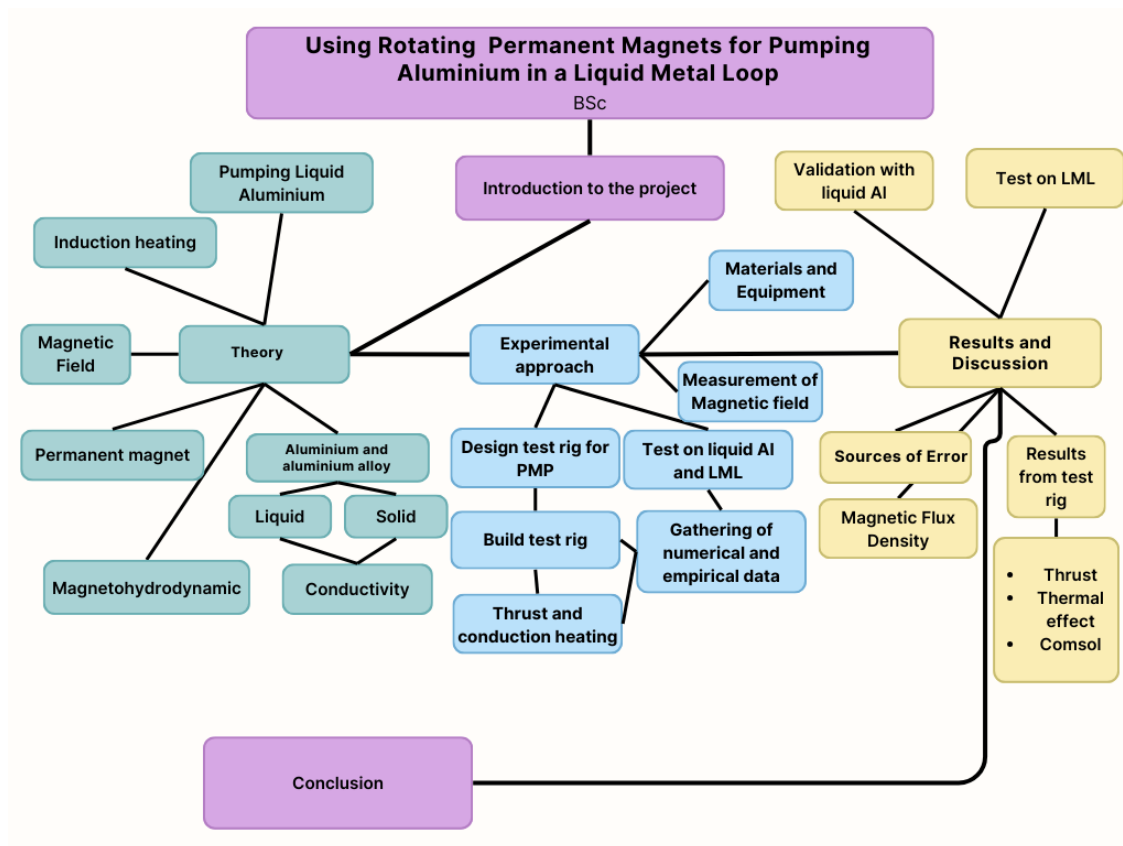 Using Rotating Permanent Magnets for Pumping
Aluminium in a Liquid Metal Loop
BSc
Introduction to the project
Pumping Liquid
Aluminium
Induction heating
Magnetic
Field
Theory
Permanent magnet
Aluminium and
aluminium alloy
Liquid
Solid
Magnetohydrodynamic
Conductivity
Experimental
approach
Materials and
Equipment
Measurement of
Magnetic field
Design test rig for
PMP
Test on liquid Al
and LML
Build test rig
Gathering of
numerical and
empirical data
Thrust and
conduction heating
Validation with
liquid Al
Test on LML
Results and
Discussion
Sources of Error
Magnetic Flux
Density
Results
from test
rig
• Thrust
• Thermal
effect
• Comsol
Conclusion